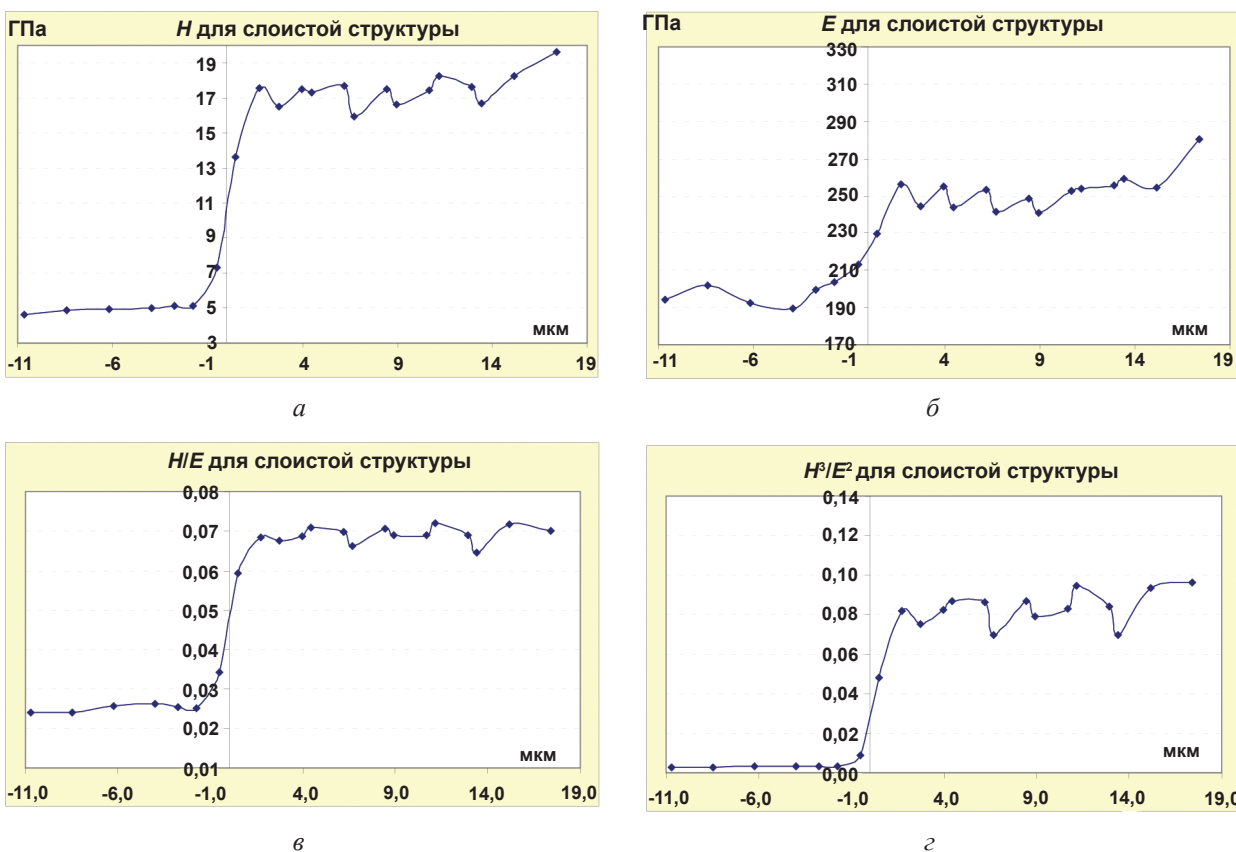 ГПа
H для слоистой структуры
19
17
15
13
11
9
7
5
3
мкм
-11 -6 -1 4 9 14 19
а
ГПа
E для слоистой структуры
330
310
290
270
250
230
210
190
170
мкм
-11 -6 -1 4 9 14 19
б
H/E для слоистой структуры
0,08
0,07
0,06
0,05
0,04
0,03
0,02
0,01
мкм
-11,0 -6,0 -1,0 4,0 9,0 14,0 19,0
в
H³/E² для слоистой структуры
0,14
0,12
0,10
0,08
0,06
0,04
0,02
0,00
мкм
-11,0 -6,0 -1,0 4,0 9,0 14,0 19,0
г